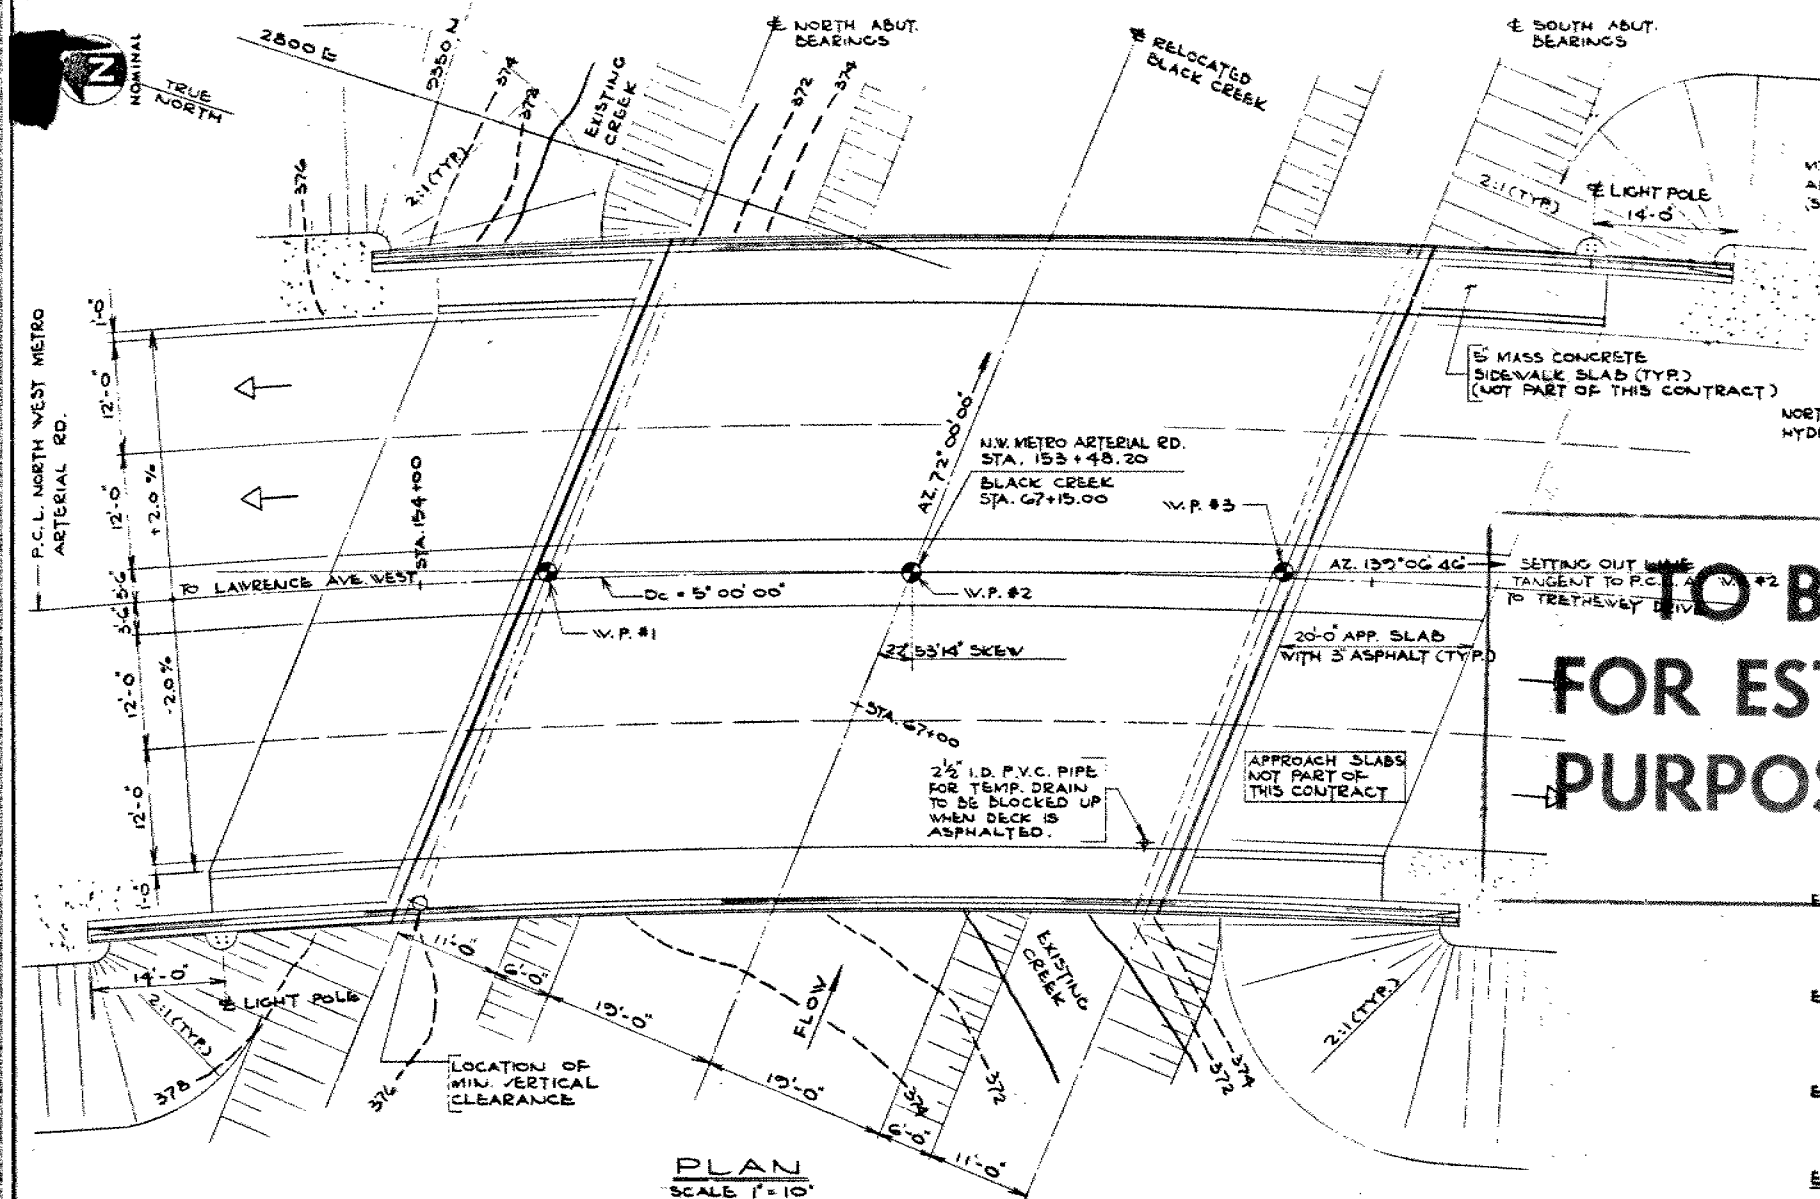 N
NOMINAL
TRUE
NORTH
2800 E
9350 N
374
372
EXISTING
CREEK
℄ NORTH ABUT.
BEARINGS
372
374
℄ RELOCATED
BLACK CREEK
℄ SOUTH ABUT.
BEARINGS
376
2:1 (TYP.)
2:1 (TYP.)
℄ LIGHT POLE
14'-0"
P.C.L. NORTH WEST METRO
ARTERIAL RD.
1'-0"
12'-0"
12'-0"
+2.0 %
5'-6"
3'-6"
12'-0"
-2.0 %
12'-0"
1'-0"
5" MASS CONCRETE
SIDEWALK SLAB (TYP.)
(NOT PART OF THIS CONTRACT)
AZ. 72° 00' 00"
N.W. METRO ARTERIAL RD.
STA. 153 + 48.20
BLACK CREEK
STA. 67+15.00
W.P. #3
STA. 154+00
TO LAWRENCE AVE. WEST
Dc = 5° 00' 00"
W.P. #2
W.P. #1
AZ. 139° 06' 46"
SETTING OUT LINE
TANGENT TO P.C.L. AT W.P. #2
TO TRETHEWEY DRIVE
22° 53' 14" SKEW
20'-0" APP. SLAB
WITH 3" ASPHALT (TYP.)
TO B
FOR EST
PURPOS
STA. 67+00
2½" I.D. P.V.C. PIPE
FOR TEMP. DRAIN
TO BE BLOCKED UP
WHEN DECK IS
ASPHALTED.
APPROACH SLABS
NOT PART OF
THIS CONTRACT
NORT
HYD
14'-0"
℄ LIGHT POLE
2:1 (TYP.)
378
376
LOCATION OF
MIN. VERTICAL
CLEARANCE
11'-0"
6'-0"
19'-0"
19'-0"
6'-0"
11'-0"
FLOW
EXISTING
CREEK
374
372
372
374
2:1 (TYP.)
PLAN
SCALE 1" = 10'